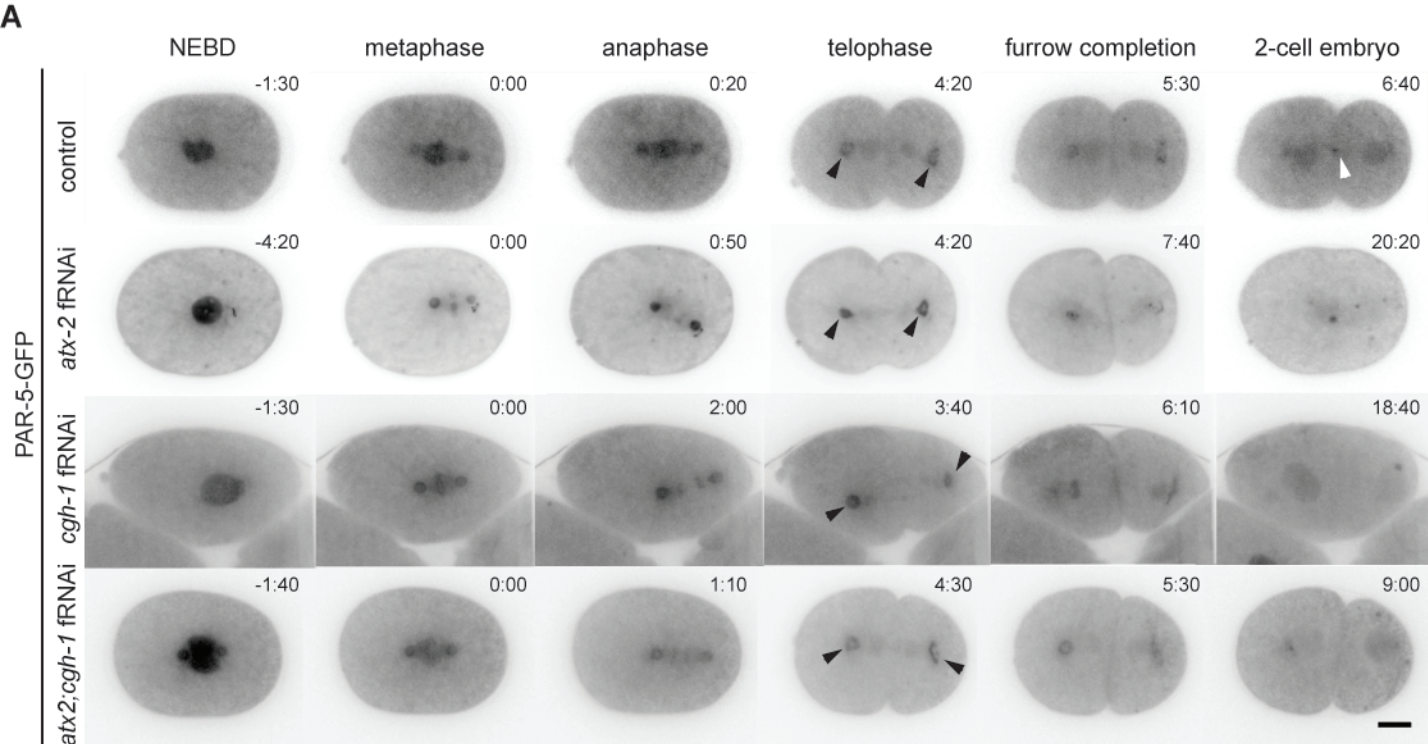 A
NEBD metaphase anaphase telophase furrow completion 2-cell embryo
PAR-5-GFP
control
-1:30 0:00 0:20 4:20 5:30 6:40
atx-2 fRNAi
-4:20 0:00 0:50 4:20 7:40 20:20
cgh-1 fRNAi
-1:30 0:00 2:00 3:40 6:10 18:40
atx2;cgh-1 fRNAi
-1:40 0:00 1:10 4:30 5:30 9:00